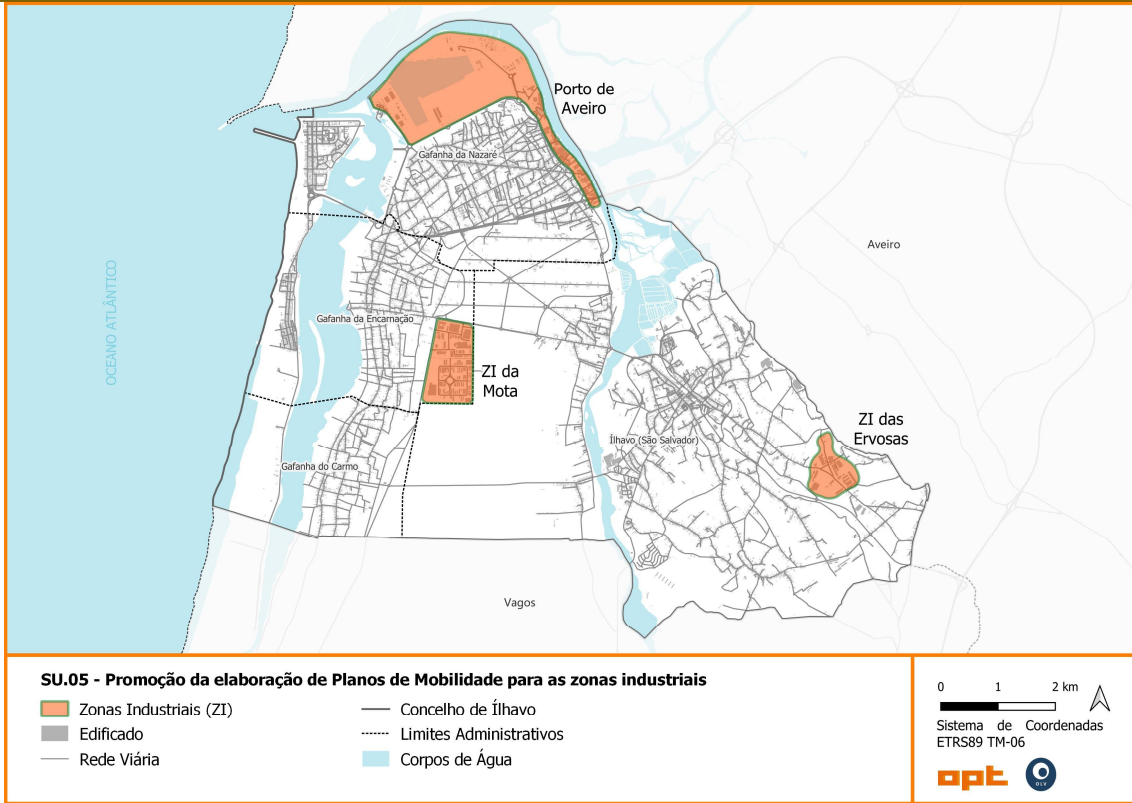 Porto de
Aveiro
Gafanha da Nazaré
Aveiro
OCEANO ATLÂNTICO
Gafanha da Encarnação
ZI da
Mota
ZI das
Ervosas
Ílhavo (São Salvador)
Gafanha do Carmo
Vagos
SU.05 - Promoção da elaboração de Planos de Mobilidade para as zonas industriais
Zonas Industriais (ZI)
Edificado
Rede Viária
Concelho de Ílhavo
Limites Administrativos
Corpos de Água
0 1 2 km
Sistema de Coordenadas
ETRS89 TM-06
opt
OLV